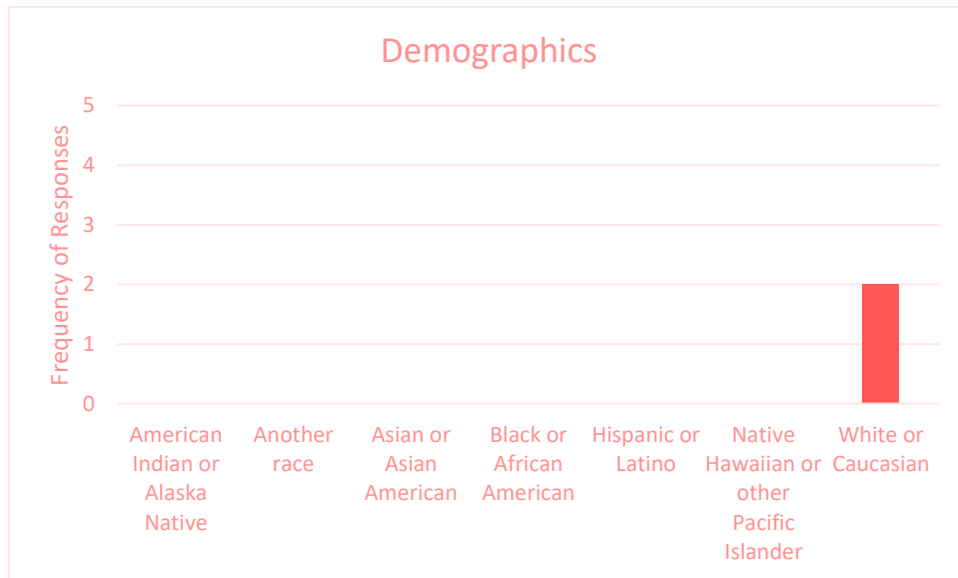 Demographics
Frequency of Responses
5
4
3
2
1
0
American Indian or Alaska Native
Another race
Asian or Asian American
Black or African American
Hispanic or Latino
Native Hawaiian or other Pacific Islander
White or Caucasian